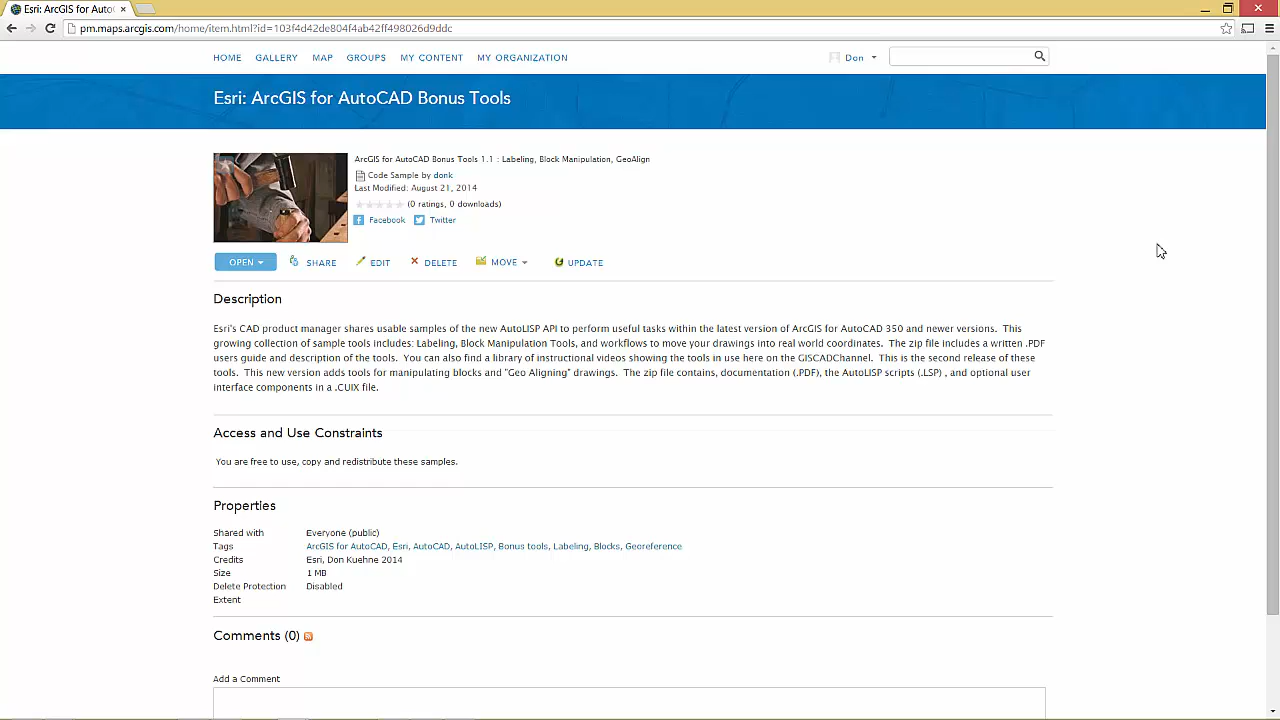 Esri: ArcGIS for AutoC
pm.maps.arcgis.com/home/item.html?id=103f4d42de804f4ab42ff498026d9ddc
HOME GALLERY MAP GROUPS MY CONTENT MY ORGANIZATION Don
Esri: ArcGIS for AutoCAD Bonus Tools
ArcGIS for AutoCAD Bonus Tools 1.1 : Labeling, Block Manipulation, GeoAlign
Code Sample by donk
Last Modified: August 21, 2014
(0 ratings, 0 downloads)
Facebook Twitter
OPEN SHARE EDIT DELETE MOVE UPDATE
Description
Esri's CAD product manager shares usable samples of the new AutoLISP API to perform useful tasks within the latest version of ArcGIS for AutoCAD 350 and newer versions. This
growing collection of sample tools includes: Labeling, Block Manipulation Tools, and workflows to move your drawings into real world coordinates. The zip file includes a written .PDF
users guide and description of the tools. You can also find a library of instructional videos showing the tools in use here on the GISCADChannel. This is the second release of these
tools. This new version adds tools for manipulating blocks and "Geo Aligning" drawings. The zip file contains, documentation (.PDF), the AutoLISP scripts (.LSP) , and optional user
interface components in a .CUIX file.
Access and Use Constraints
You are free to use, copy and redistribute these samples.
Properties
Shared with Everyone (public)
Tags ArcGIS for AutoCAD, Esri, AutoCAD, AutoLISP, Bonus tools, Labeling, Blocks, Georeference
Credits Esri, Don Kuehne 2014
Size 1 MB
Delete Protection Disabled
Extent
Comments (0)
Add a Comment